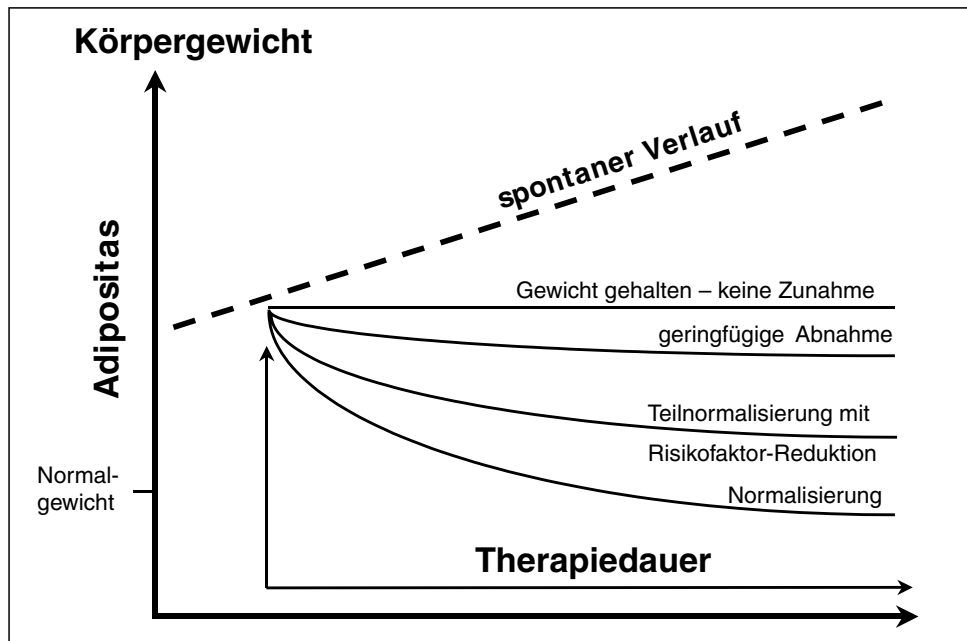 Körpergewicht
spontaner Verlauf
Adipositas
Gewicht gehalten – keine Zunahme
geringfügige Abnahme
Teilnormalisierung mit
Risikofaktor-Reduktion
Normal-
gewicht
Normalisierung
Therapiedauer